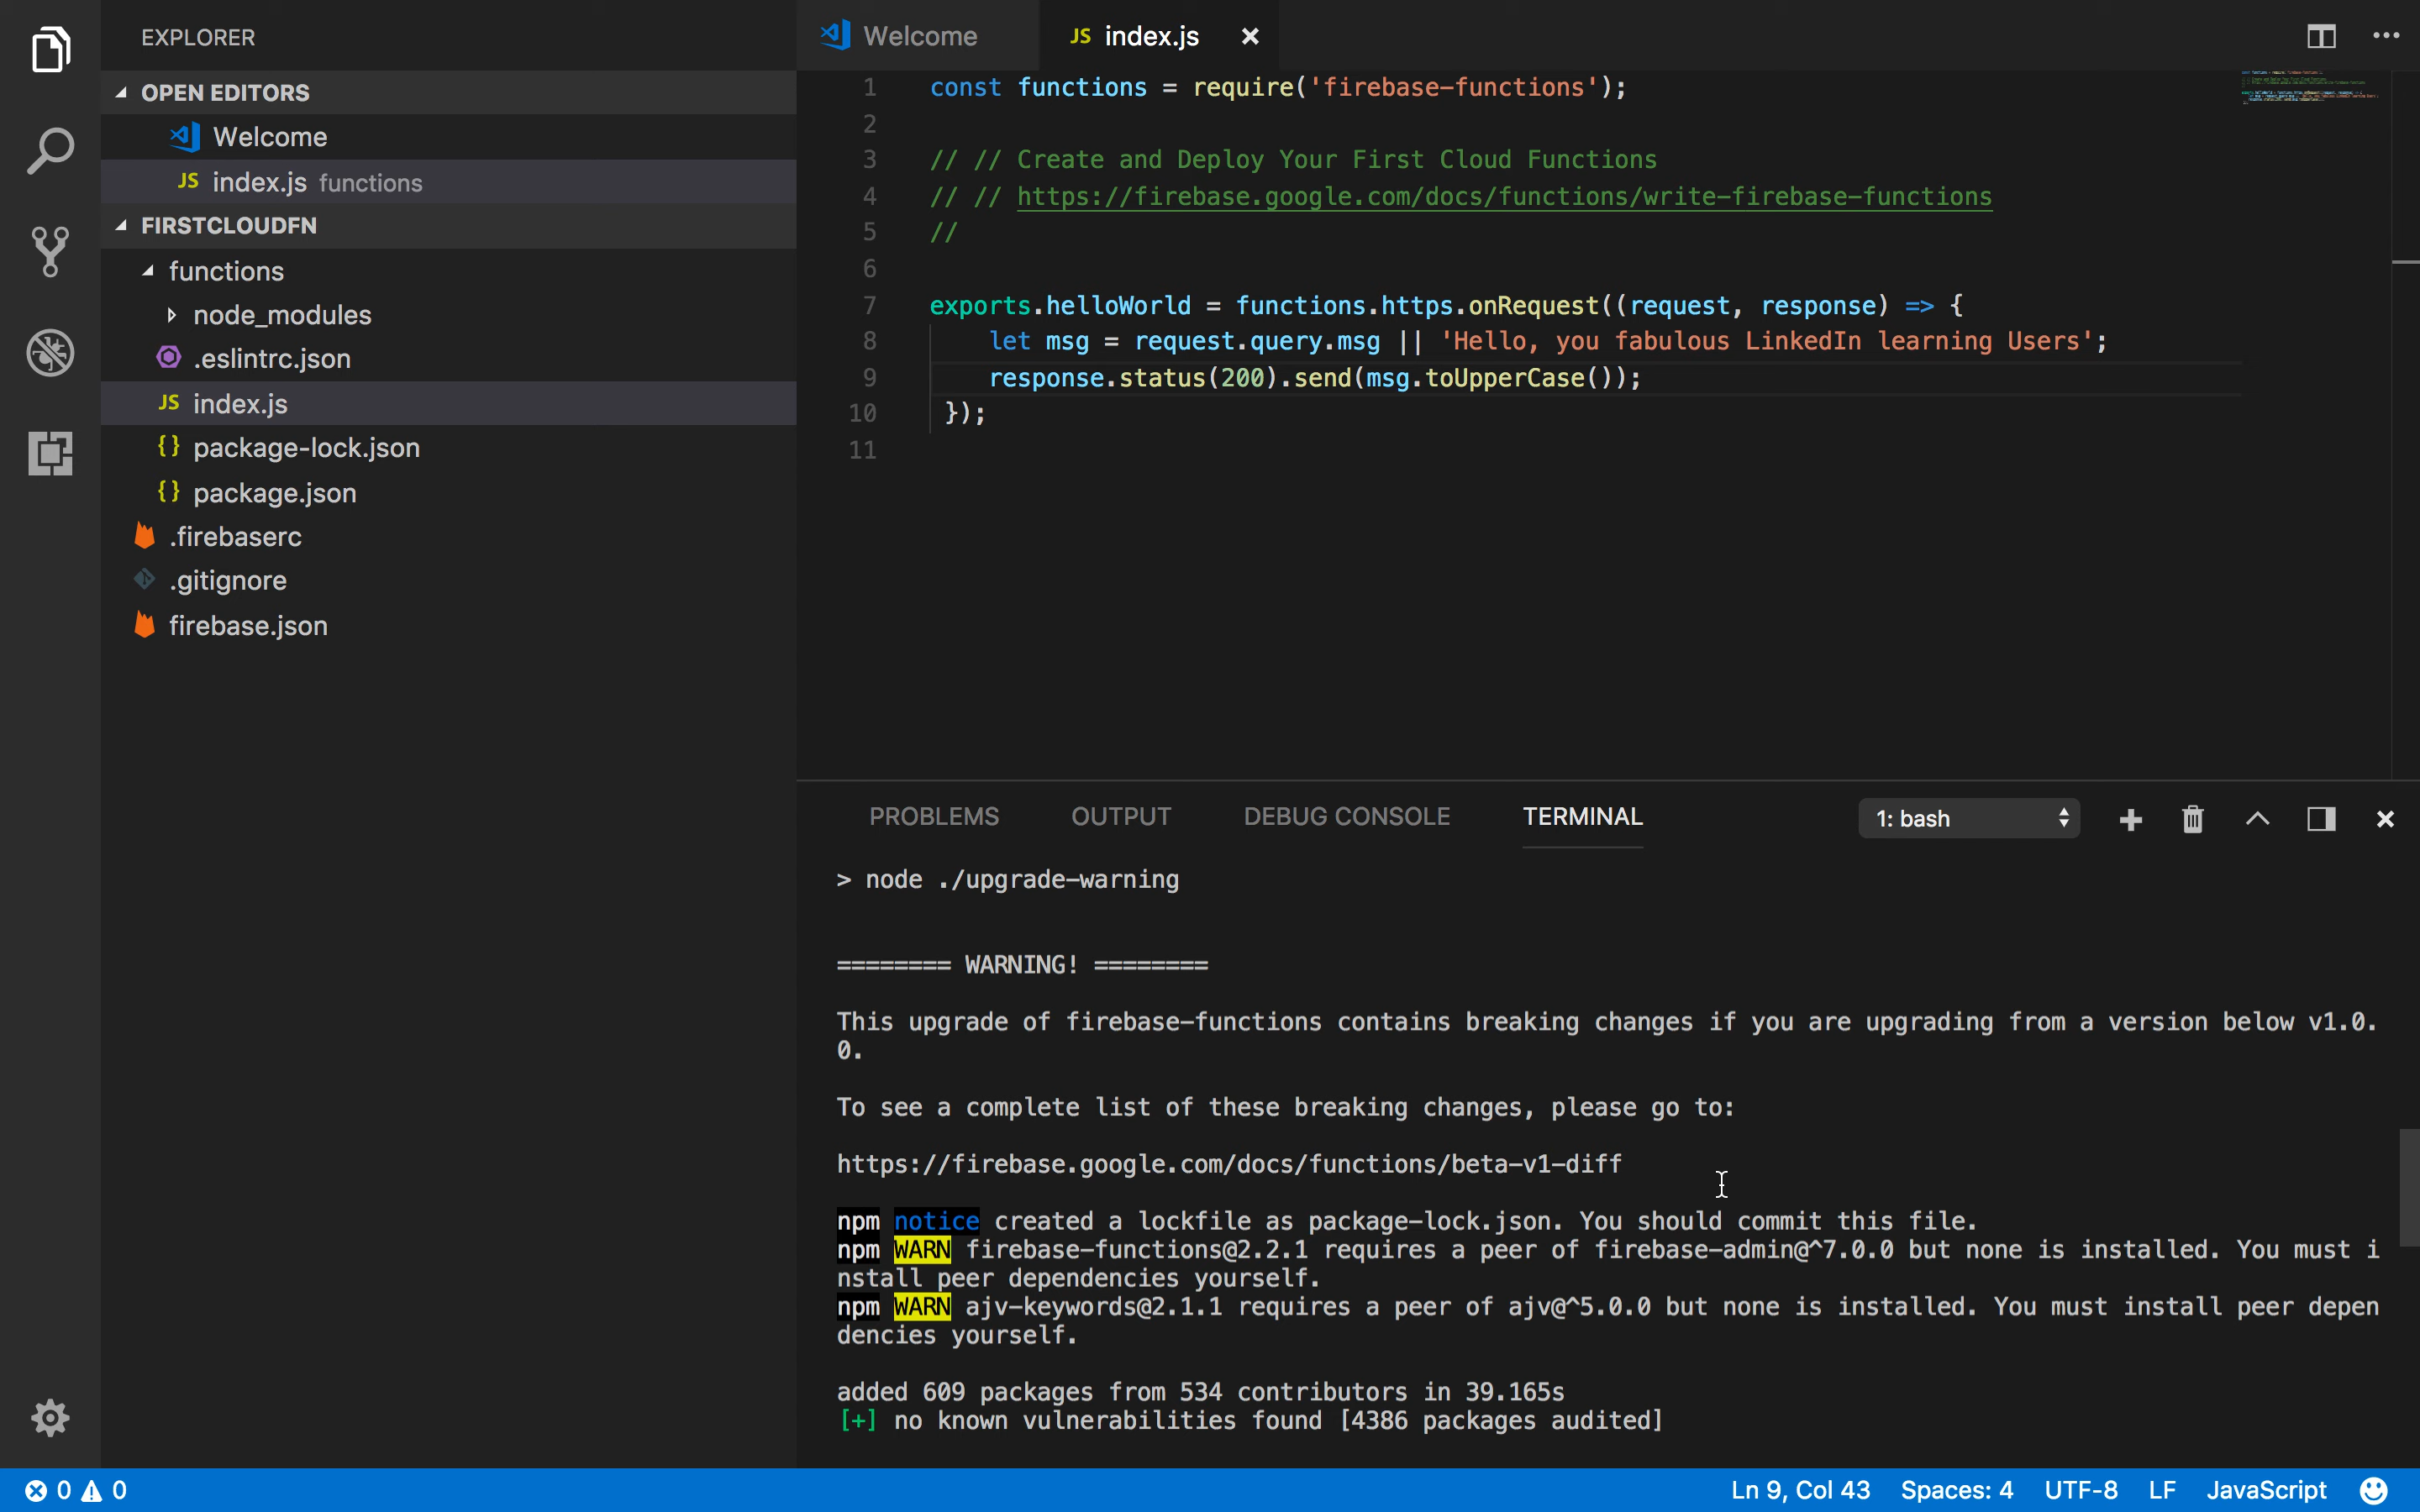 EXPLORER
OPEN EDITORS
Welcome
JS index.js functions
FIRSTCLOUDFN
functions
node_modules
.eslintrc.json
JS index.js
{} package-lock.json
{} package.json
.firebaserc
.gitignore
firebase.json
Welcome
JS index.js
1 const functions = require('firebase-functions');
2
3 // // Create and Deploy Your First Cloud Functions
4 // // https://firebase.google.com/docs/functions/write-firebase-functions
5 //
6
7 exports.helloWorld = functions.https.onRequest((request, response) => {
8     let msg = request.query.msg || 'Hello, you fabulous LinkedIn learning Users';
9     response.status(200).send(msg.toUpperCase());
10  });
11
PROBLEMS OUTPUT DEBUG CONSOLE TERMINAL 1: bash
> node ./upgrade-warning
======== WARNING! ========
This upgrade of firebase-functions contains breaking changes if you are upgrading from a version below v1.0.
0.
To see a complete list of these breaking changes, please go to:
https://firebase.google.com/docs/functions/beta-v1-diff
npm notice created a lockfile as package-lock.json. You should commit this file.
npm WARN firebase-functions@2.2.1 requires a peer of firebase-admin@^7.0.0 but none is installed. You must i
nstall peer dependencies yourself.
npm WARN ajv-keywords@2.1.1 requires a peer of ajv@^5.0.0 but none is installed. You must install peer depen
dencies yourself.
added 609 packages from 534 contributors in 39.165s
[+] no known vulnerabilities found [4386 packages audited]
0 0 Ln 9, Col 43 Spaces: 4 UTF-8 LF JavaScript